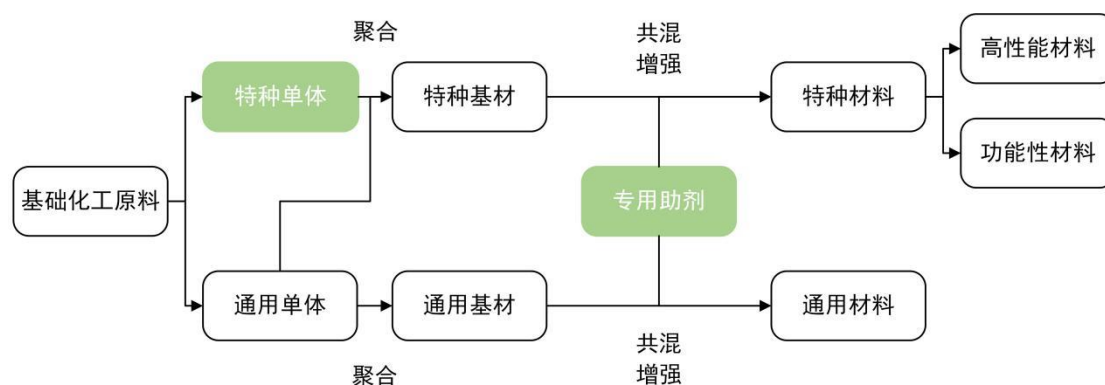 聚合
共混
增强
高性能材料
特种单体
特种基材
特种材料
功能性材料
基础化工原料
专用助剂
通用单体
通用基材
通用材料
共混
增强
聚合